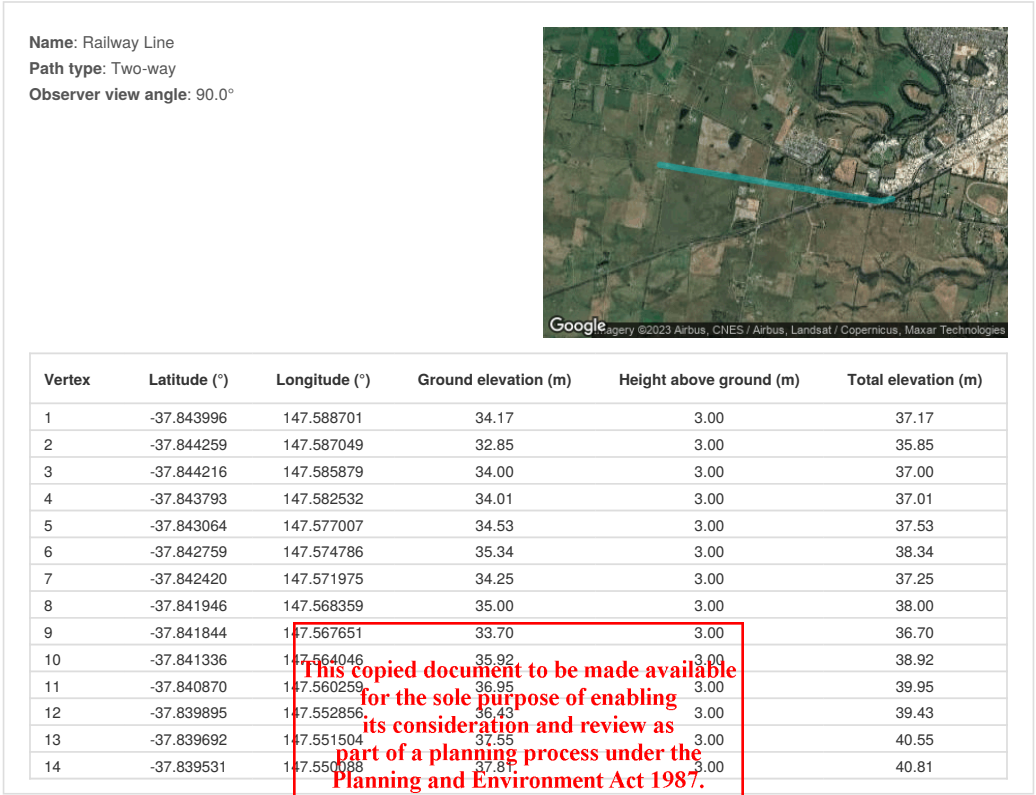 Name: Railway Line
Path type: Two-way
Observer view angle: 90.0°
Google
Imagery ©2023 Airbus, CNES / Airbus, Landsat / Copernicus, Maxar Technologies
Vertex Latitude (°) Longitude (°) Ground elevation (m) Height above ground (m) Total elevation (m)
1 -37.843996 147.588701 34.17 3.00 37.17
2 -37.844259 147.587049 32.85 3.00 35.85
3 -37.844216 147.585879 34.00 3.00 37.00
4 -37.843793 147.582532 34.01 3.00 37.01
5 -37.843064 147.577007 34.53 3.00 37.53
6 -37.842759 147.574786 35.34 3.00 38.34
7 -37.842420 147.571975 34.25 3.00 37.25
8 -37.841946 147.568359 35.00 3.00 38.00
9 -37.841844 147.567651 33.70 3.00 36.70
10 -37.841336 147.564046 35.92 3.00 38.92
11 -37.840870 147.560259 36.95 3.00 39.95
12 -37.839895 147.552856 36.43 3.00 39.43
13 -37.839692 147.551504 37.55 3.00 40.55
14 -37.839531 147.550088 37.81 3.00 40.81
This copied document to be made available
for the sole purpose of enabling
its consideration and review as
part of a planning process under the
Planning and Environment Act 1987.